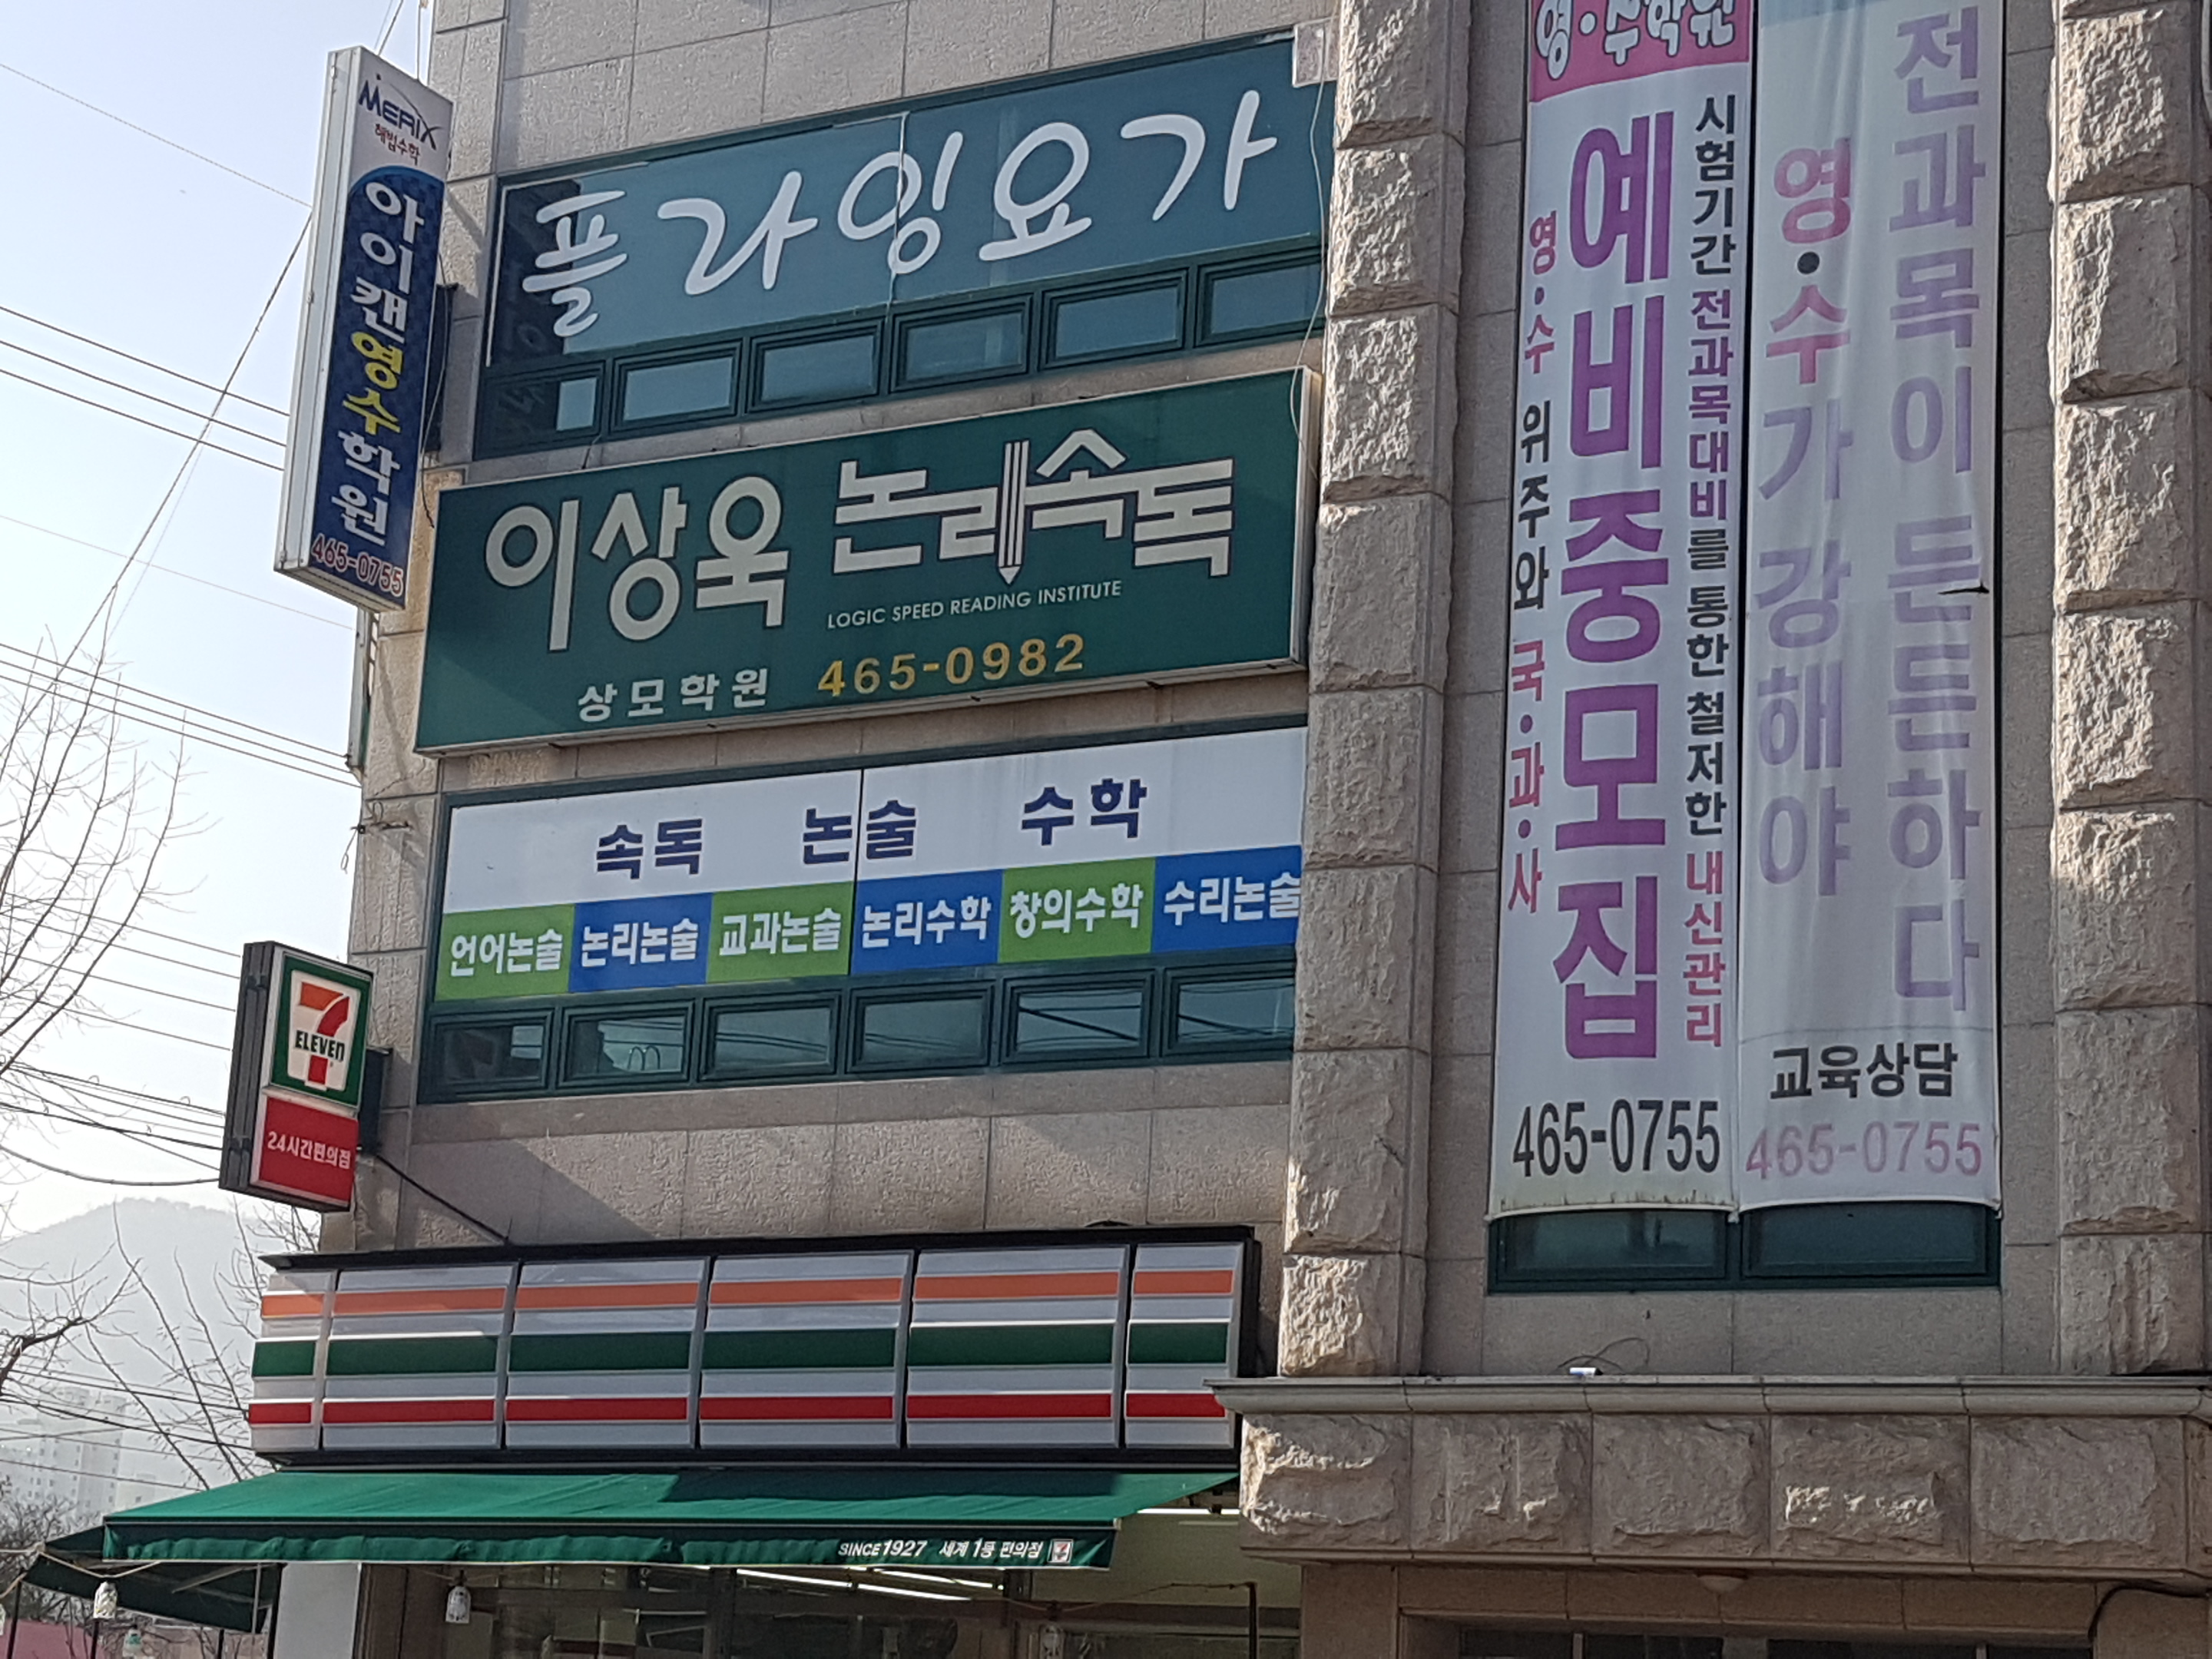 MERIX
해법수학
아이캔영수학원
465-0755
플라잉요가
이상욱 논리속독
LOGIC SPEED READING INSTITUTE
상모학원 465-0982
속독 논술 수학
언어논술 논리논술 교과논술 논리수학 창의수학 수리논술
7
ELEVEN
24시간편의점
SINCE 1927 세계 1등 편의점
영·수학원
시험기간 전과목대비를 통한 철저한 내신관리
예비중모집
영·수 위주와 국·과·사
465-0755
전과목이 든든하다
영·수가 강해야
교육상담
465-0755